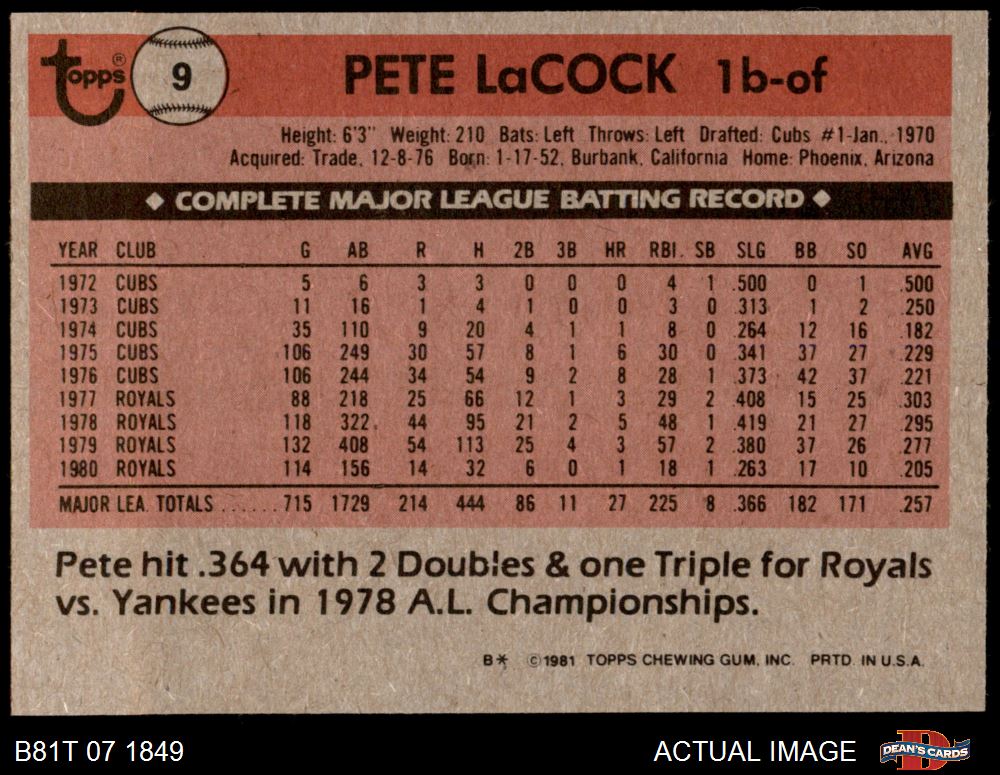 Topps® 9 PETE LaCOCK 1b-of
Height: 6'3" Weight: 210 Bats: Left Throws: Left Drafted: Cubs #1-Jan., 1970
Acquired: Trade, 12-8-76 Born: 1-17-52, Burbank, California Home: Phoenix, Arizona
◆ COMPLETE MAJOR LEAGUE BATTING RECORD ◆
YEAR CLUB G AB R H 2B 3B HR RBI. SB SLG BB SO AVG
1972 CUBS 5 6 3 3 0 0 0 4 1 .500 0 1 .500
1973 CUBS 11 16 1 4 1 0 0 3 0 .313 1 2 .250
1974 CUBS 35 110 9 20 4 1 1 8 0 .264 12 16 .182
1975 CUBS 106 249 30 57 8 1 6 30 0 .341 37 27 .229
1976 CUBS 106 244 34 54 9 2 8 28 1 .373 42 37 .221
1977 ROYALS 88 218 25 66 12 1 3 29 2 .408 15 25 .303
1978 ROYALS 118 322 44 95 21 2 5 48 1 .419 21 27 .295
1979 ROYALS 132 408 54 113 25 4 3 57 2 .380 37 26 .277
1980 ROYALS 114 156 14 32 6 0 1 18 1 .263 17 10 .205
MAJOR LEA. TOTALS ...... 715 1729 214 444 86 11 27 225 8 .366 182 171 .257
Pete hit .364 with 2 Doubles & one Triple for Royals
vs. Yankees in 1978 A.L. Championships.
B* ©1981 TOPPS CHEWING GUM, INC. PRTD. IN U.S.A.
B81T 07 1849 ACTUAL IMAGE DEAN'S CARDS